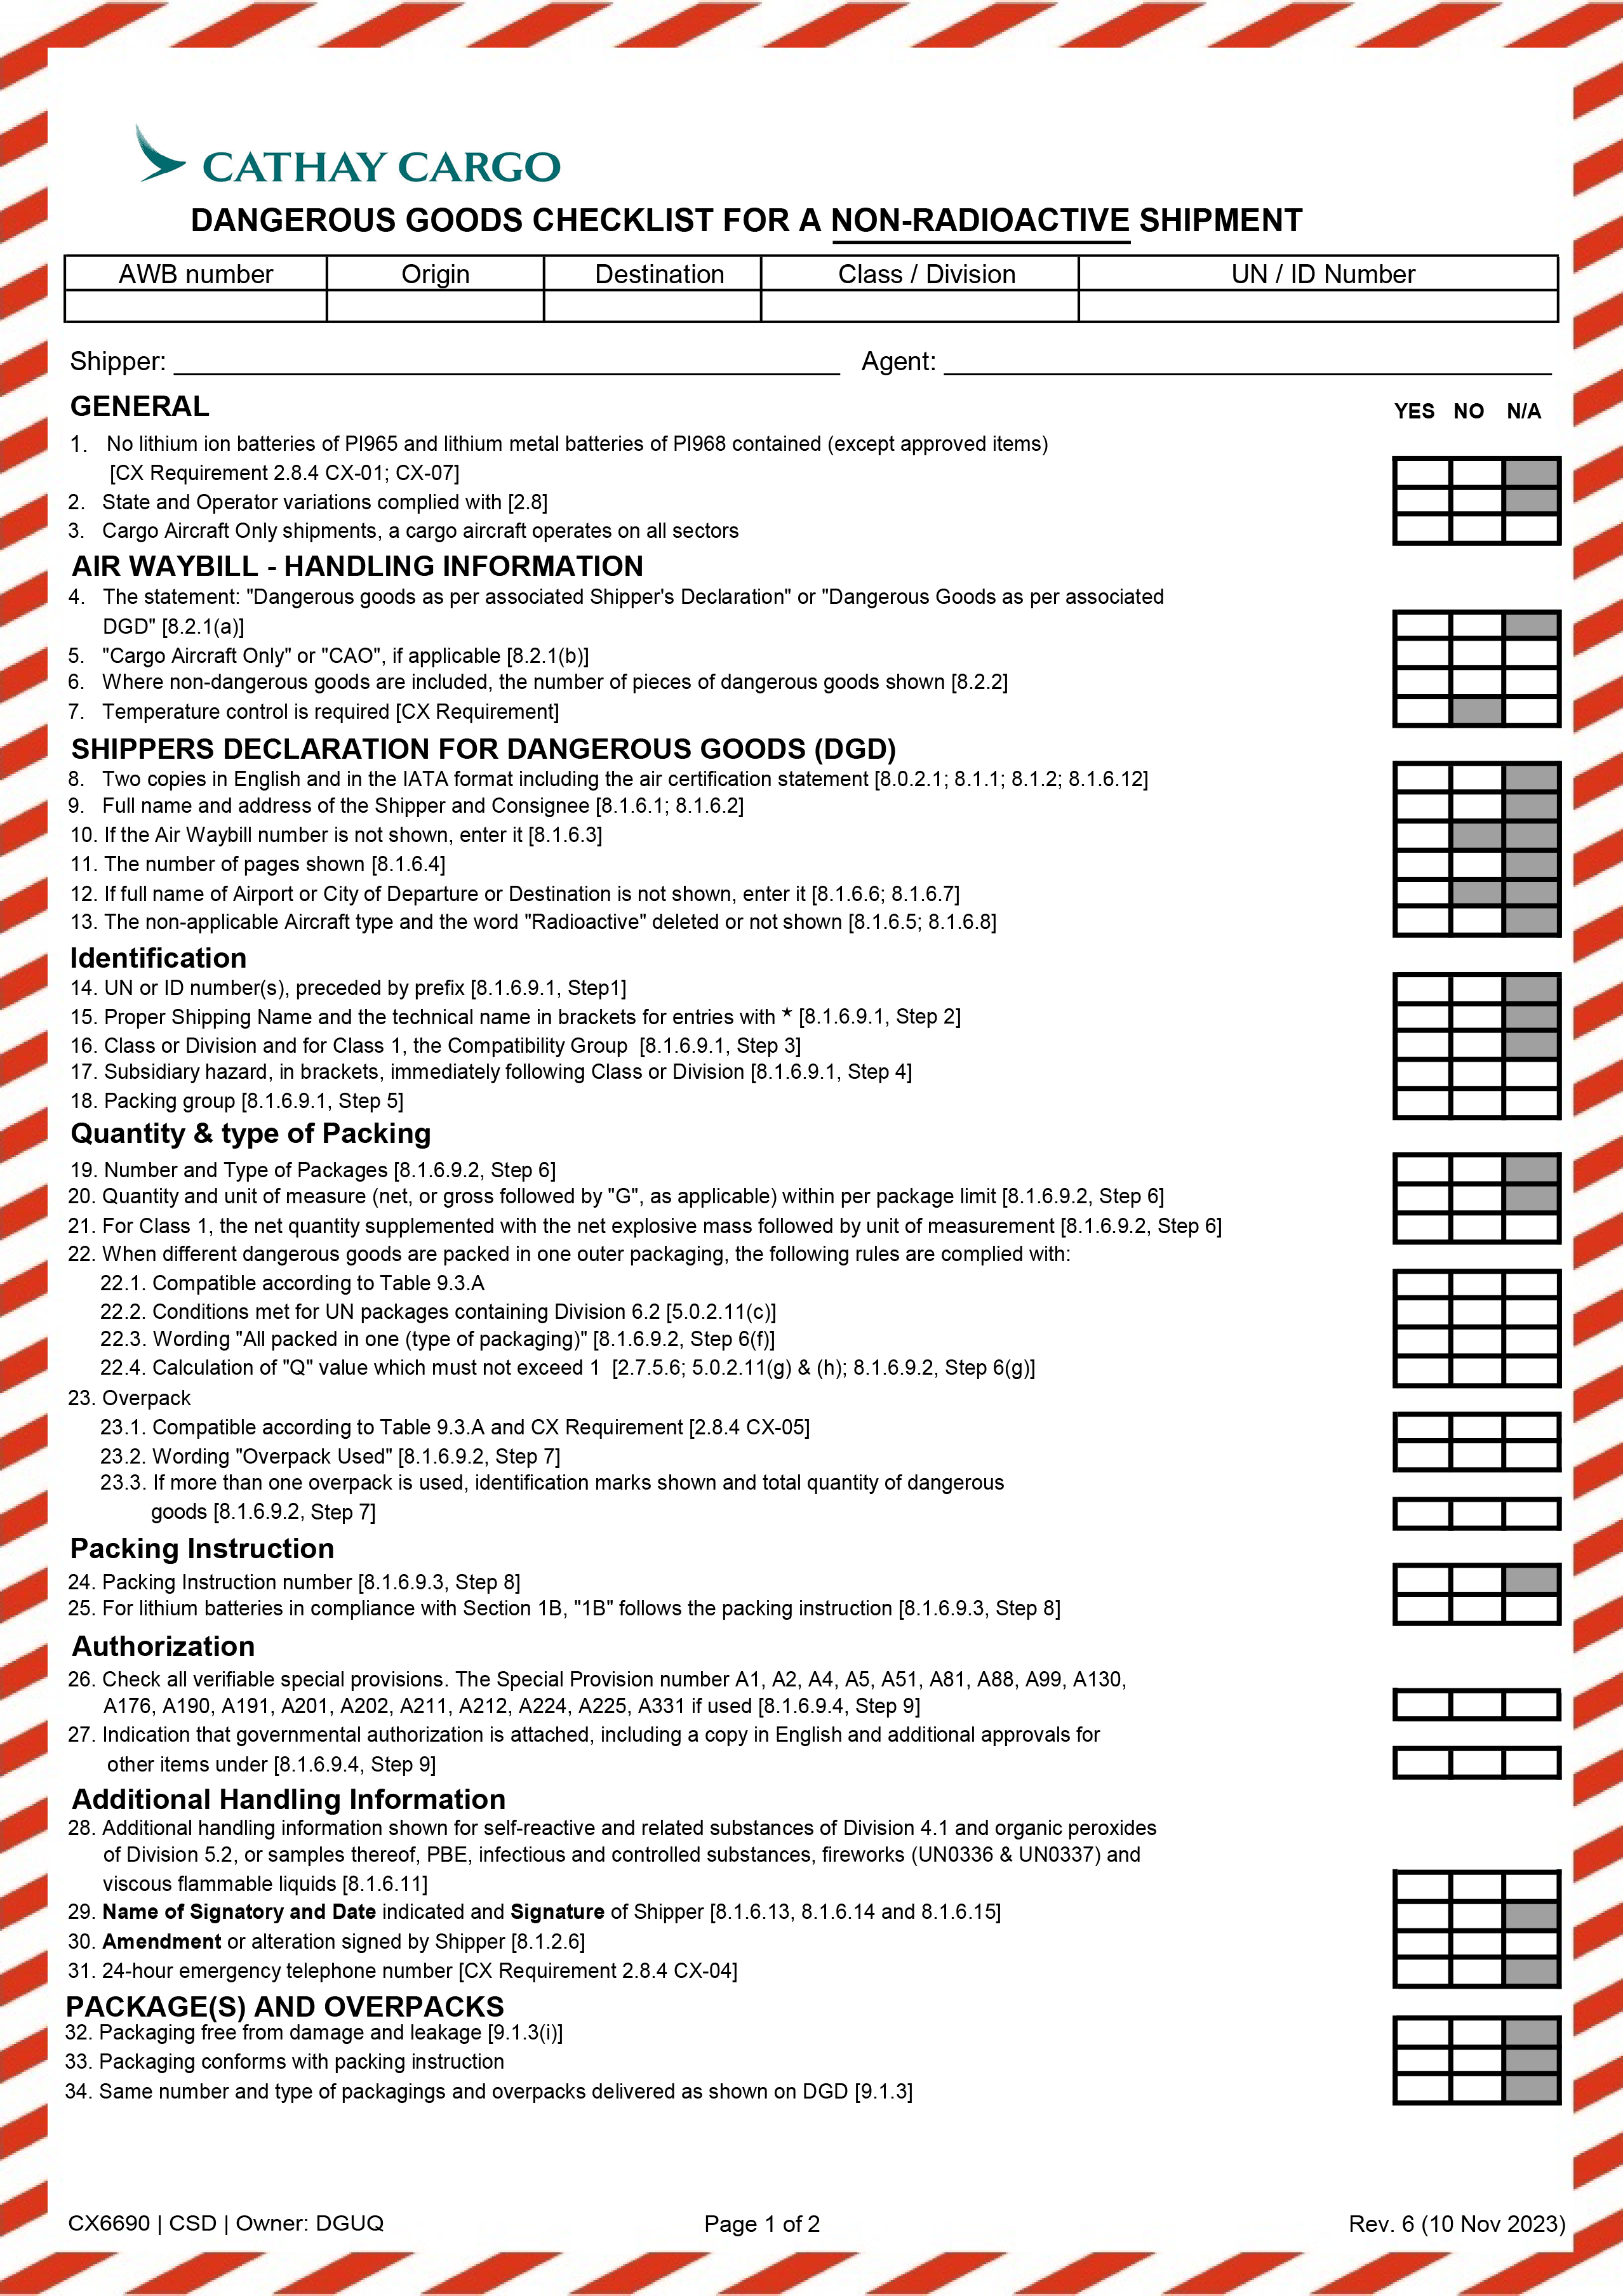 CATHAY CARGO
DANGEROUS GOODS CHECKLIST FOR A NON-RADIOACTIVE SHIPMENT
AWB number Origin Destination Class / Division UN / ID Number
Shipper: Agent:
GENERAL YES NO N/A
1. No lithium ion batteries of PI965 and lithium metal batteries of PI968 contained (except approved items)
[CX Requirement 2.8.4 CX-01; CX-07]
2. State and Operator variations complied with [2.8]
3. Cargo Aircraft Only shipments, a cargo aircraft operates on all sectors
AIR WAYBILL - HANDLING INFORMATION
4. The statement: "Dangerous goods as per associated Shipper's Declaration" or "Dangerous Goods as per associated
DGD" [8.2.1(a)]
5. "Cargo Aircraft Only" or "CAO", if applicable [8.2.1(b)]
6. Where non-dangerous goods are included, the number of pieces of dangerous goods shown [8.2.2]
7. Temperature control is required [CX Requirement]
SHIPPERS DECLARATION FOR DANGEROUS GOODS (DGD)
8. Two copies in English and in the IATA format including the air certification statement [8.0.2.1; 8.1.1; 8.1.2; 8.1.6.12]
9. Full name and address of the Shipper and Consignee [8.1.6.1; 8.1.6.2]
10. If the Air Waybill number is not shown, enter it [8.1.6.3]
11. The number of pages shown [8.1.6.4]
12. If full name of Airport or City of Departure or Destination is not shown, enter it [8.1.6.6; 8.1.6.7]
13. The non-applicable Aircraft type and the word "Radioactive" deleted or not shown [8.1.6.5; 8.1.6.8]
Identification
14. UN or ID number(s), preceded by prefix [8.1.6.9.1, Step1]
15. Proper Shipping Name and the technical name in brackets for entries with ★ [8.1.6.9.1, Step 2]
16. Class or Division and for Class 1, the Compatibility Group [8.1.6.9.1, Step 3]
17. Subsidiary hazard, in brackets, immediately following Class or Division [8.1.6.9.1, Step 4]
18. Packing group [8.1.6.9.1, Step 5]
Quantity & type of Packing
19. Number and Type of Packages [8.1.6.9.2, Step 6]
20. Quantity and unit of measure (net, or gross followed by "G", as applicable) within per package limit [8.1.6.9.2, Step 6]
21. For Class 1, the net quantity supplemented with the net explosive mass followed by unit of measurement [8.1.6.9.2, Step 6]
22. When different dangerous goods are packed in one outer packaging, the following rules are complied with:
22.1. Compatible according to Table 9.3.A
22.2. Conditions met for UN packages containing Division 6.2 [5.0.2.11(c)]
22.3. Wording "All packed in one (type of packaging)" [8.1.6.9.2, Step 6(f)]
22.4. Calculation of "Q" value which must not exceed 1 [2.7.5.6; 5.0.2.11(g) & (h); 8.1.6.9.2, Step 6(g)]
23. Overpack
23.1. Compatible according to Table 9.3.A and CX Requirement [2.8.4 CX-05]
23.2. Wording "Overpack Used" [8.1.6.9.2, Step 7]
23.3. If more than one overpack is used, identification marks shown and total quantity of dangerous
goods [8.1.6.9.2, Step 7]
Packing Instruction
24. Packing Instruction number [8.1.6.9.3, Step 8]
25. For lithium batteries in compliance with Section 1B, "1B" follows the packing instruction [8.1.6.9.3, Step 8]
Authorization
26. Check all verifiable special provisions. The Special Provision number A1, A2, A4, A5, A51, A81, A88, A99, A130,
A176, A190, A191, A201, A202, A211, A212, A224, A225, A331 if used [8.1.6.9.4, Step 9]
27. Indication that governmental authorization is attached, including a copy in English and additional approvals for
other items under [8.1.6.9.4, Step 9]
Additional Handling Information
28. Additional handling information shown for self-reactive and related substances of Division 4.1 and organic peroxides
of Division 5.2, or samples thereof, PBE, infectious and controlled substances, fireworks (UN0336 & UN0337) and
viscous flammable liquids [8.1.6.11]
29. Name of Signatory and Date indicated and Signature of Shipper [8.1.6.13, 8.1.6.14 and 8.1.6.15]
30. Amendment or alteration signed by Shipper [8.1.2.6]
31. 24-hour emergency telephone number [CX Requirement 2.8.4 CX-04]
PACKAGE(S) AND OVERPACKS
32. Packaging free from damage and leakage [9.1.3(i)]
33. Packaging conforms with packing instruction
34. Same number and type of packagings and overpacks delivered as shown on DGD [9.1.3]
CX6690 | CSD | Owner: DGUQ Page 1 of 2 Rev. 6 (10 Nov 2023)